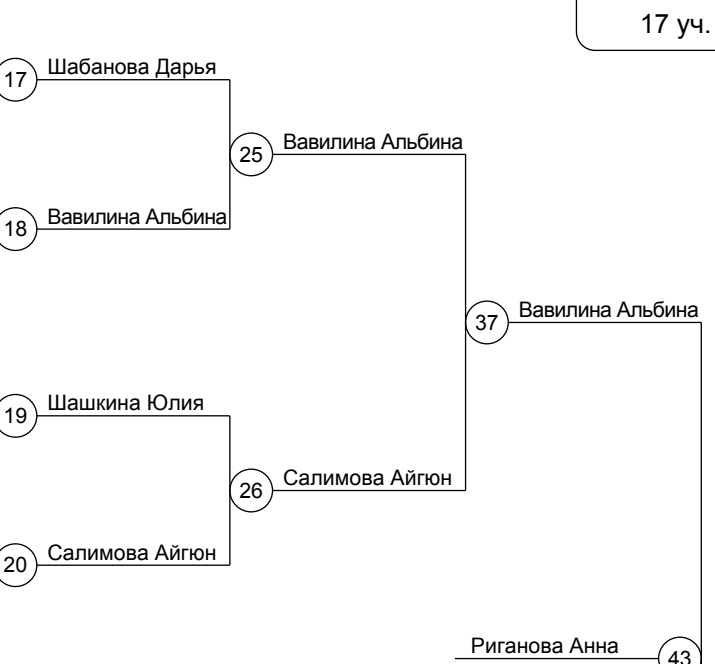 17 уч.
17 Шабанова Дарья
25 Вавилина Альбина
18 Вавилина Альбина
37 Вавилина Альбина
19 Шашкина Юлия
26 Салимова Айгюн
20 Салимова Айгюн
Риганова Анна 43